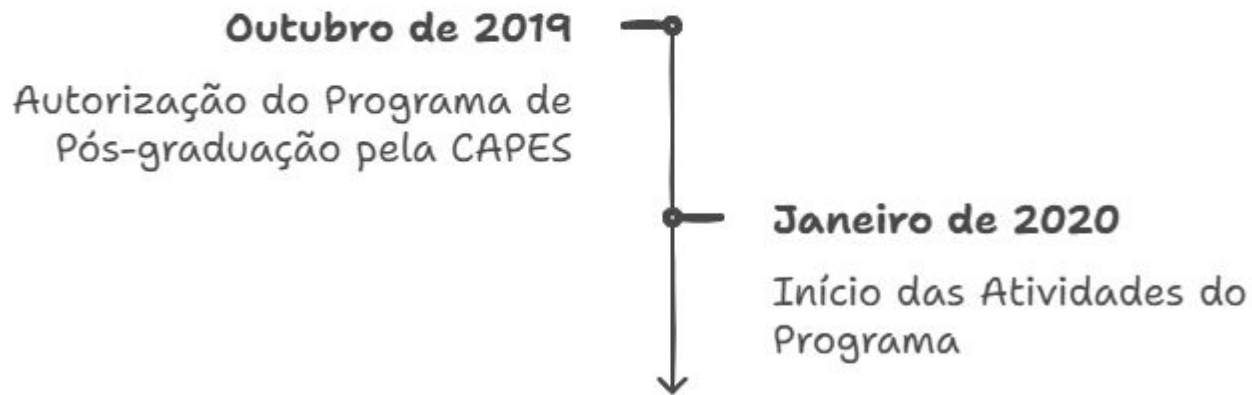 Outubro de 2019
Autorização do Programa de
Pós-graduação pela CAPES
Janeiro de 2020
Início das Atividades do
Programa